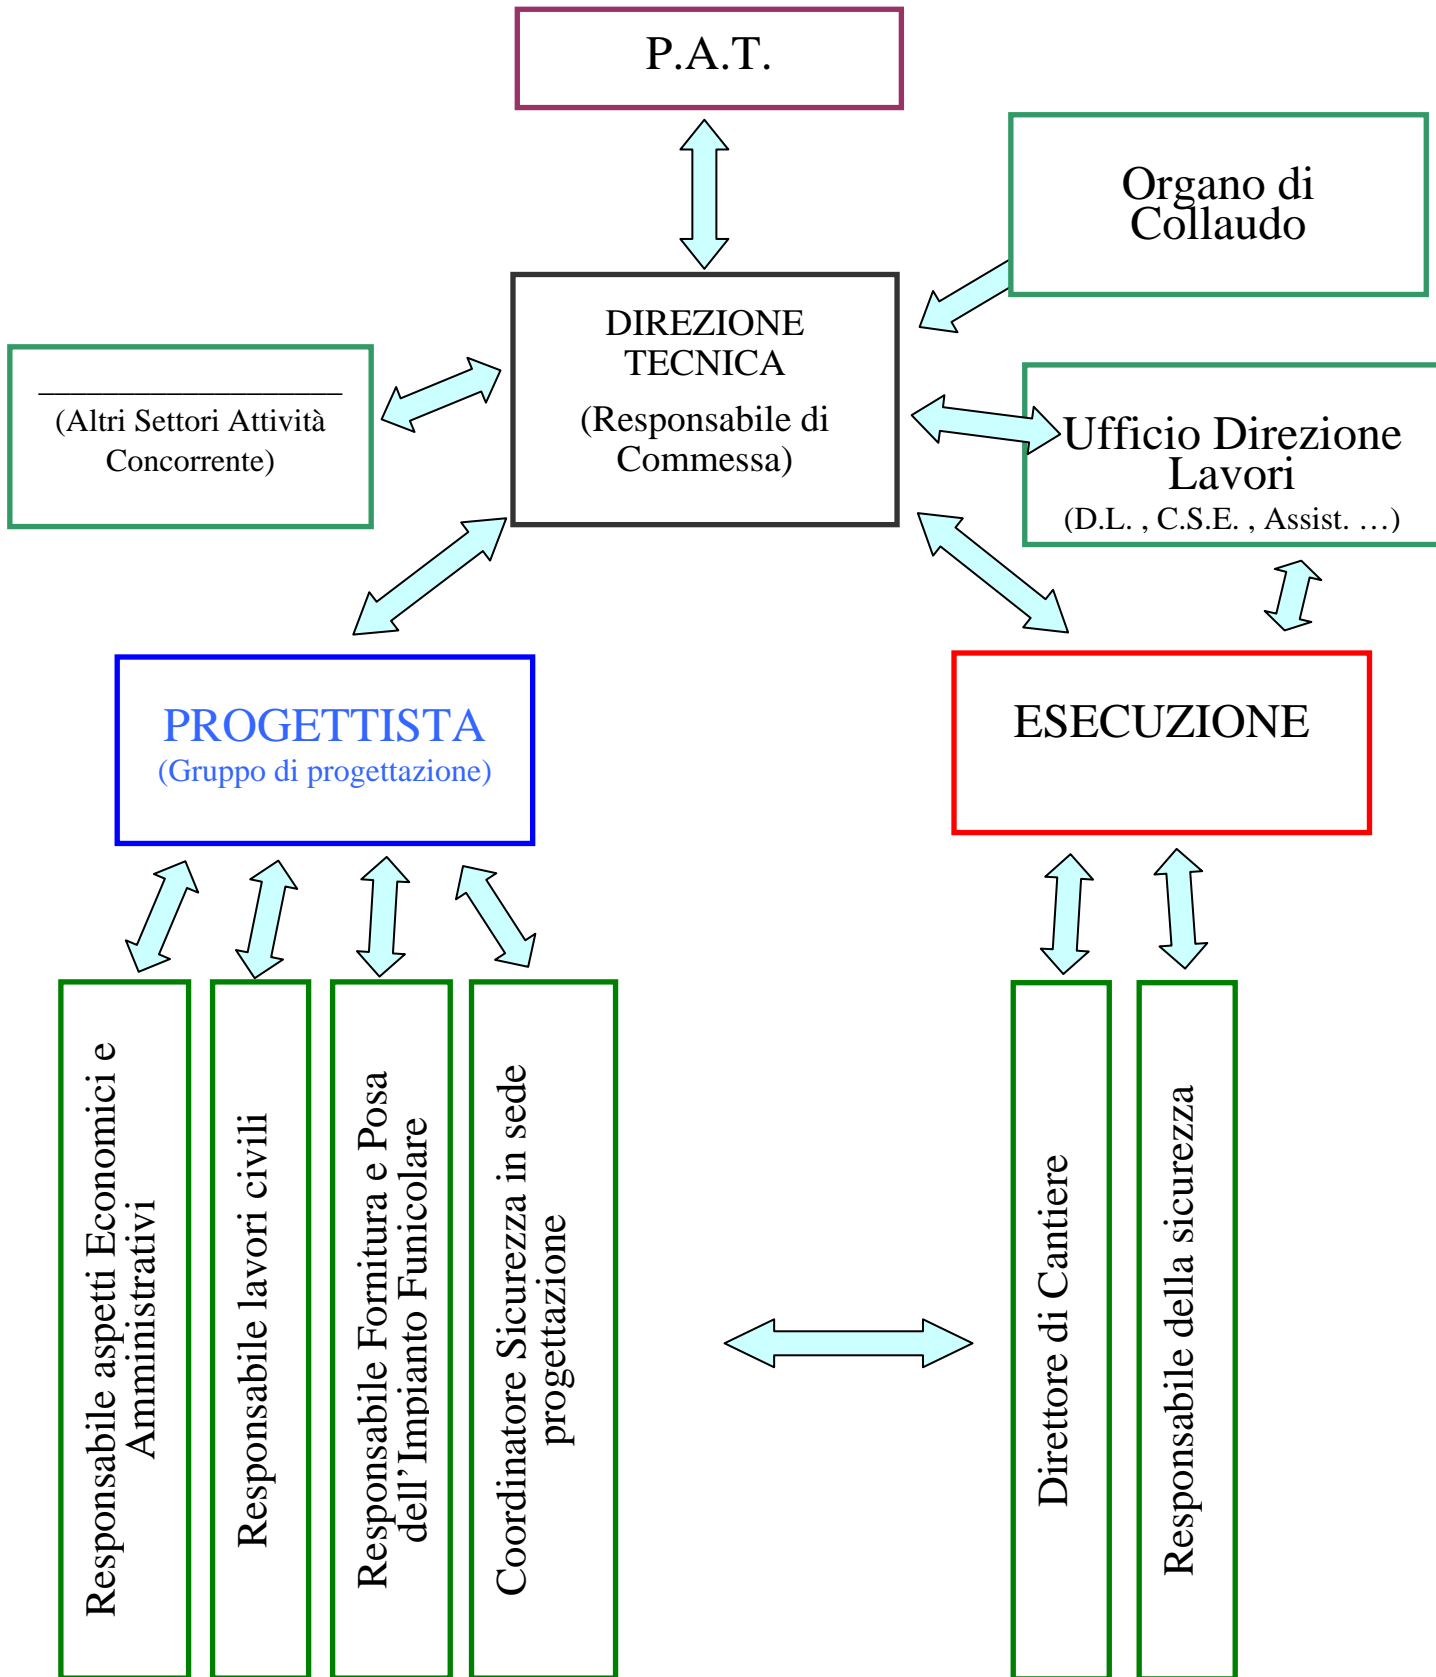 P.A.T.
Organo di
Collaudo
DIREZIONE
TECNICA
(Responsabile di
Commessa)
___________________
(Altri Settori Attività
Concorrente)
Ufficio Direzione
Lavori
(D.L. , C.S.E. , Assist. …)
PROGETTISTA
(Gruppo di progettazione)
ESECUZIONE
Responsabile aspetti Economici e
Amministrativi
Responsabile lavori civili
Responsabile Fornitura e Posa
dell’Impianto Funicolare
Coordinatore Sicurezza in sede
progettazione
Direttore di Cantiere
Responsabile della sicurezza